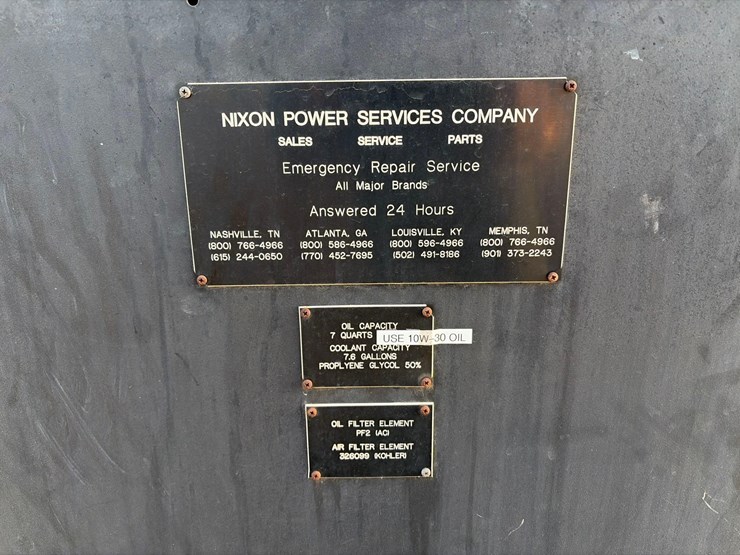 NIXON POWER SERVICES COMPANY
SALES SERVICE PARTS
Emergency Repair Service
All Major Brands
Answered 24 Hours
NASHVILLE, TN ATLANTA, GA LOUISVILLE, KY MEMPHIS, TN
(800) 766-4966 (800) 586-4966 (800) 596-4966 (800) 766-4966
(615) 244-0650 (770) 452-7695 (502) 491-8186 (901) 373-2243
OIL CAPACITY
7 QUARTS USE 10W-30 OIL
COOLANT CAPACITY
7.6 GALLONS
PROPLYENE GLYCOL 50%
OIL FILTER ELEMENT
PF2 (AC)
AIR FILTER ELEMENT
326099 (KOHLER)